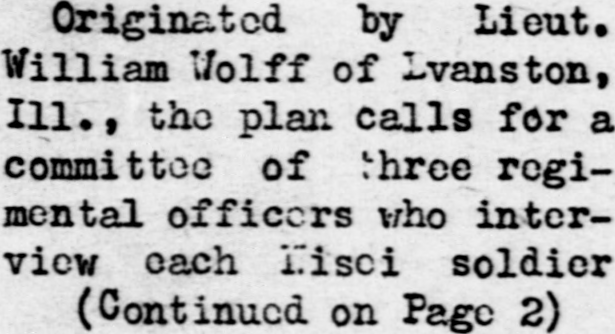 Originated by Lieut.
William Wolff of Evanston,
Ill., the plan calls for a
committee of three regi-
mental officers who inter-
view each Nisei soldier
(Continued on Page 2)